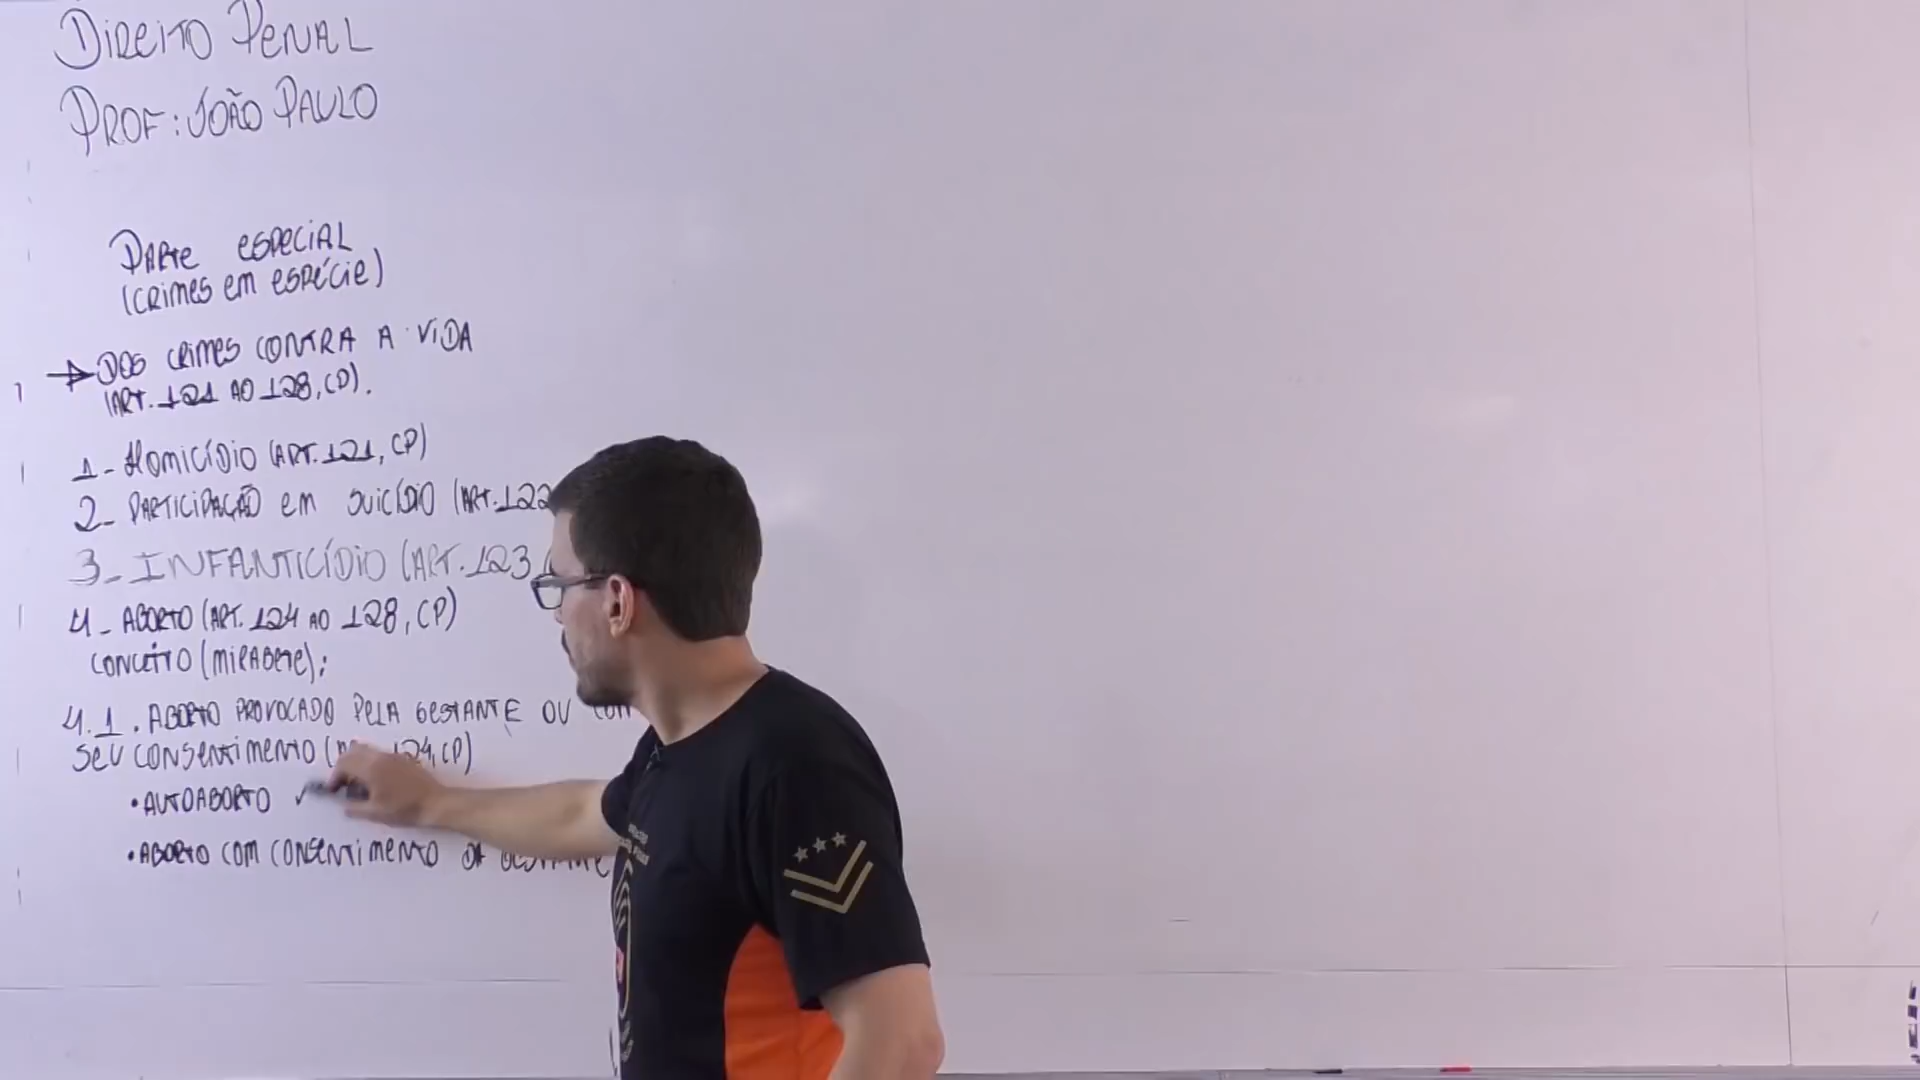 DIREITO PENAL
PROF: JOÃO PAULO
PARTE ESPECIAL
(CRIMES EM ESPÉCIE)
→ DOS CRIMES CONTRA A VIDA
(ART. 121 AO 128, CP).
1- HOMICÍDIO (ART. 121, CP)
2- PARTICIPAÇÃO EM SUICÍDIO (ART. 122
3- INFANTICÍDIO (ART. 123
4- ABORTO (ART. 124 AO 128, CP)
CONCEITO (MIRABETE);
4.1. ABORTO PROVOCADO PELA GESTANTE OU COM
SEU CONSENTIMENTO ( 124, CP)
• AUTOABORTO ✓
• ABORTO COM CONSENTIMENTO DA GESTANTE